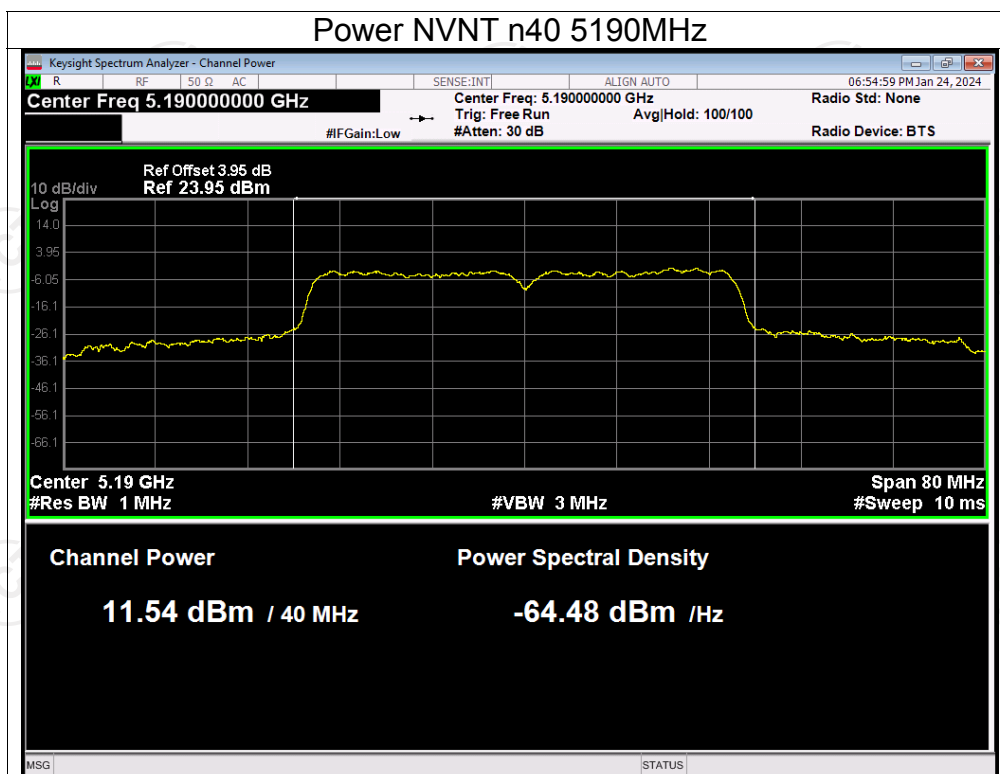 Power NVNT n40 5190MHz
Keysight Spectrum Analyzer - Channel Power
LXI R RF 50 Ω AC SENSE:INT ALIGN AUTO 06:54:59 PM Jan 24, 2024
Center Freq 5.190000000 GHz Center Freq: 5.190000000 GHz Radio Std: None
Trig: Free Run Avg|Hold: 100/100
#IFGain:Low #Atten: 30 dB Radio Device: BTS
Ref Offset 3.95 dB
10 dB/div Ref 23.95 dBm
Log
14.0
3.95
-6.05
-16.1
-26.1
-36.1
-46.1
-56.1
-66.1
Center 5.19 GHz Span 80 MHz
#Res BW 1 MHz #VBW 3 MHz #Sweep 10 ms
Channel Power Power Spectral Density
11.54 dBm / 40 MHz -64.48 dBm /Hz
MSG STATUS